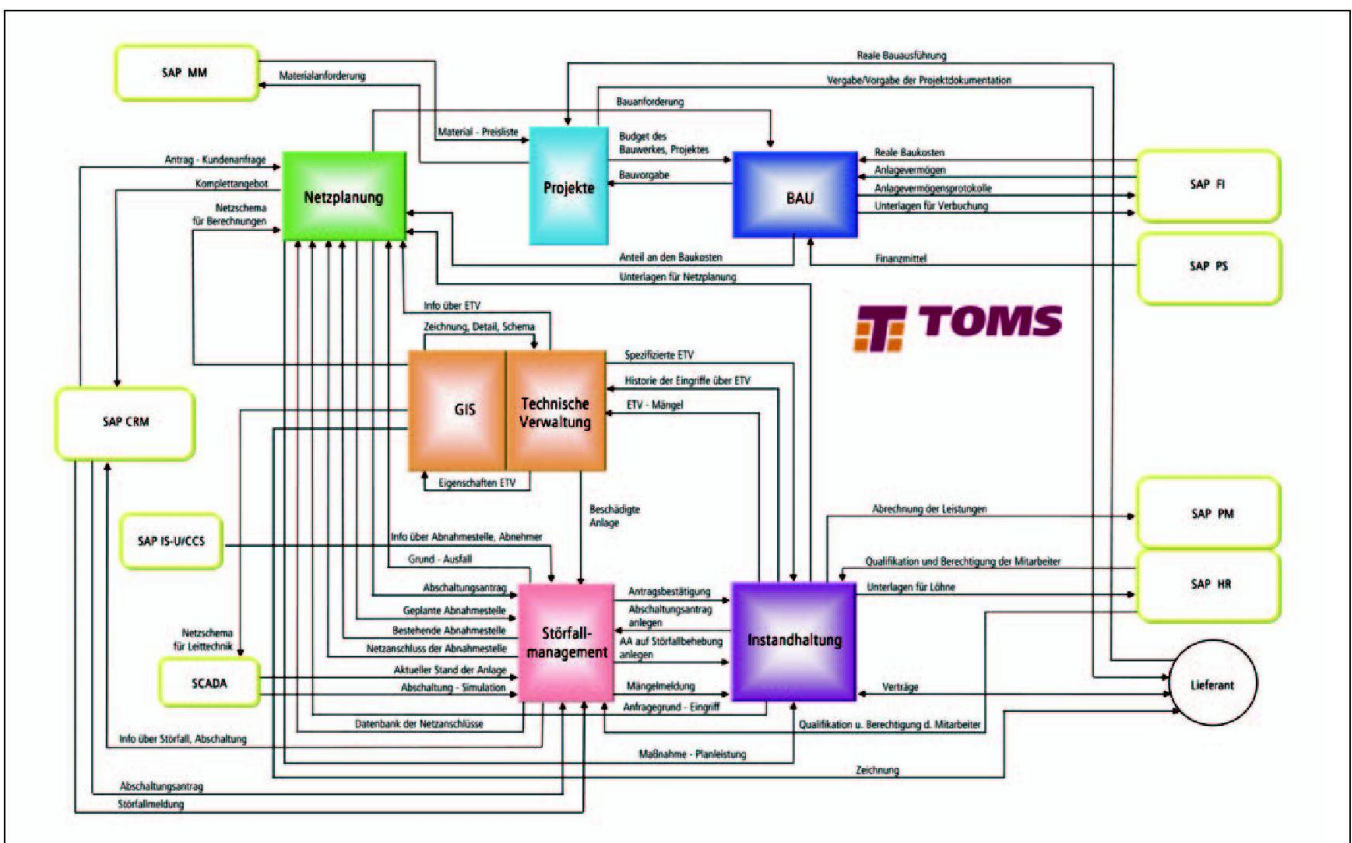 Reale Bauausführung
SAP MM
Materialanforderung
Vergabe/Vorgabe der Projektdokumentation
Bauanforderung
Material - Preisliste
Budget des
Bauwerkes, Projektes
Antrag - Kundenanfrage
Reale Baukosten
Anlagevermögen
Komplettangebot
Netzplanung
Projekte
Bauvorgabe
BAU
Anlagevermögensprotokolle
SAP FI
Netzschema
für Berechnungen
Unterlagen für Verbuchung
Anteil an den Baukosten
Finanzmittel
SAP PS
Unterlagen für Netzplanung
Info über ETV
TOMS
Zeichnung, Detail, Schema
Spezifizierte ETV
Historie der Eingriffe über ETV
GIS
Technische
Verwaltung
ETV - Mängel
SAP CRM
Eigenschaften ETV
Beschädigte
Anlage
Abrechnung der Leistungen
SAP PM
SAP IS-U/CCS
Info über Abnahmestelle, Abnehmer
Grund - Ausfall
Qualifikation und Berechtigung der Mitarbeiter
Abschaltungsantrag
Antragsbestätigung
Unterlagen für Löhne
SAP HR
Geplante Abnahmestelle
Abschaltungsantrag
anlegen
Bestehende Abnahmestelle
Störfall-
management
Instandhaltung
Netzschema
für Leittechnik
Netzanschluss der Abnahmestelle
AA auf Störfallbehebung
anlegen
Aktueller Stand der Anlage
SCADA
Abschaltung - Simulation
Mängelmeldung
Verträge
Lieferant
Anfragegrund - Eingriff
Datenbank der Netzanschlüsse
Qualifikation u. Berechtigung d. Mitarbeiter
Info über Störfall, Abschaltung
Maßnahme - Planleistung
Zeichnung
Abschaltungsantrag
Störfallmeldung